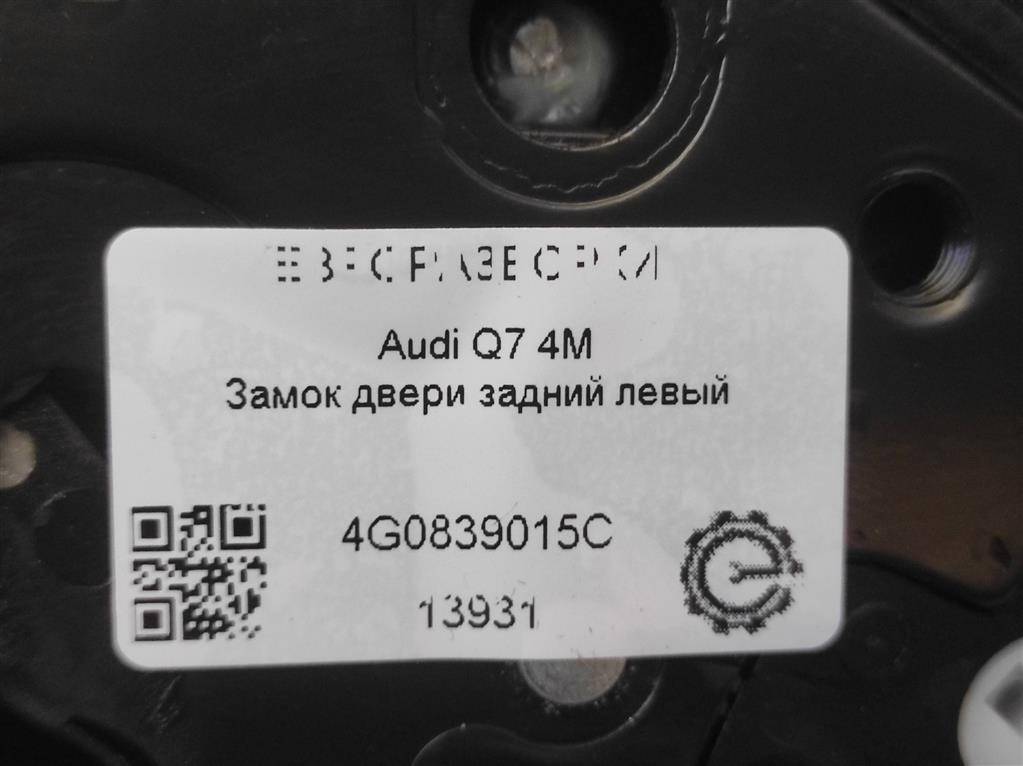 Audi Q7 4M
Замок двери задний левый
4G0839015C
13931